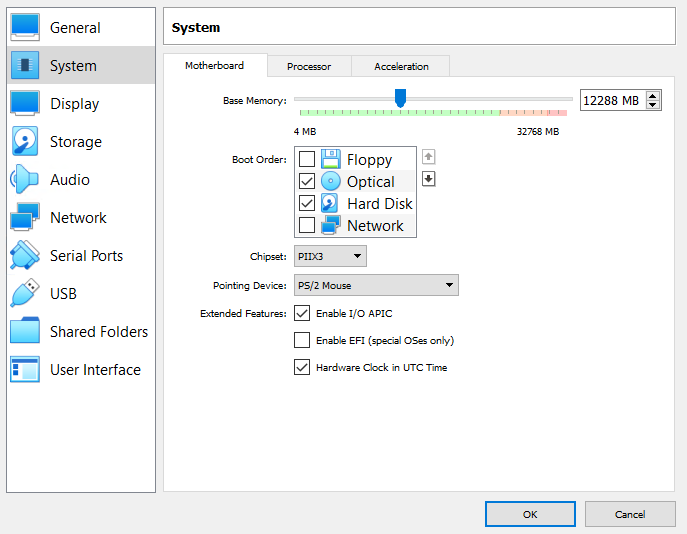 General
System
Display
Storage
Audio
Network
Serial Ports
USB
Shared Folders
User Interface
System
Motherboard
Processor
Acceleration
Base Memory:
12288 MB
4 MB
32768 MB
Boot Order:
Floppy
Optical
Hard Disk
Network
Chipset:
PIIX3
Pointing Device:
PS/2 Mouse
Extended Features:
Enable I/O APIC
Enable EFI (special OSes only)
Hardware Clock in UTC Time
OK
Cancel